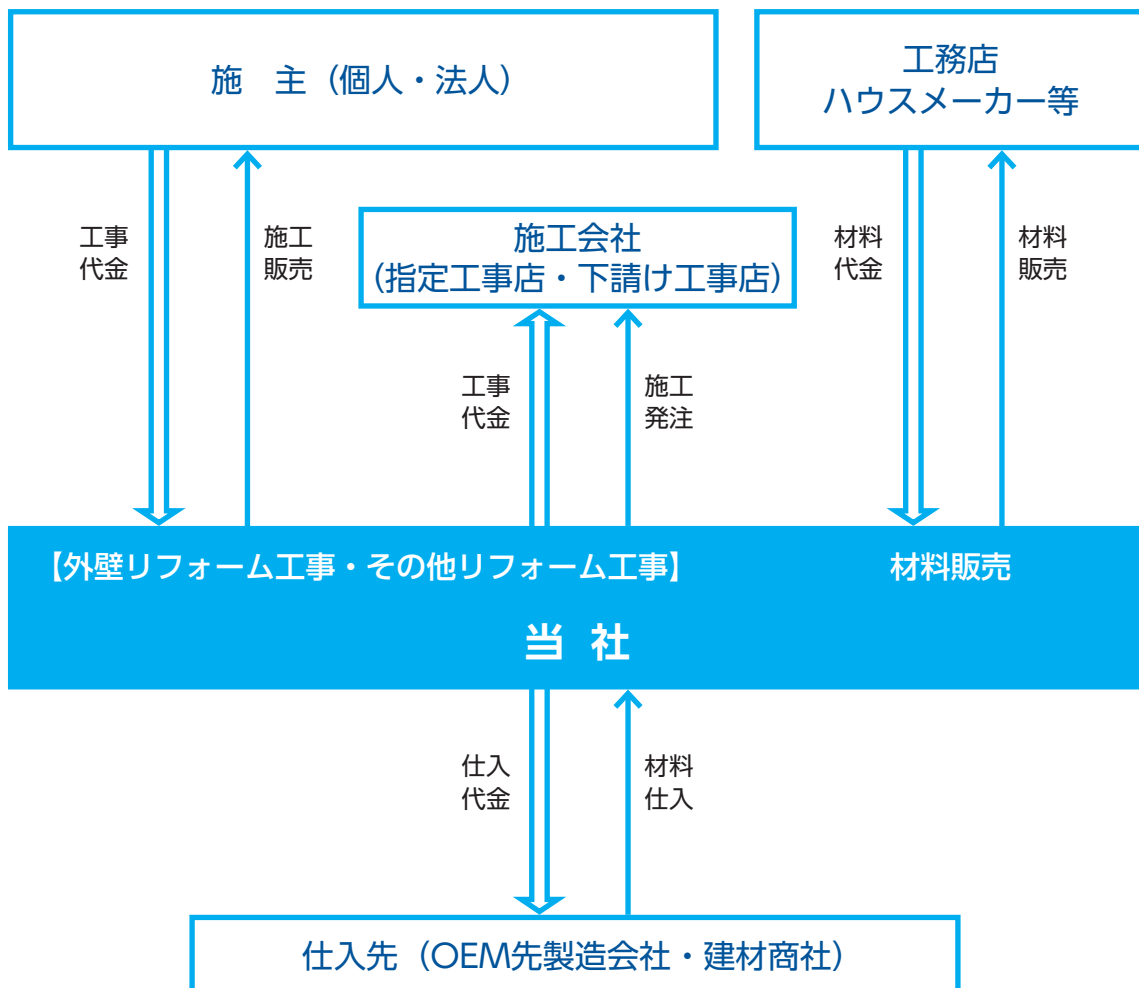 施　主（個人・法人）
工務店
ハウスメーカー等
工事
代金
施工
販売
施工会社
（指定工事店・下請け工事店）
材料
代金
材料
販売
工事
代金
施工
発注
【外壁リフォーム工事・その他リフォーム工事】
材料販売
当 社
仕入
代金
材料
仕入
仕入先（OEM先製造会社・建材商社）